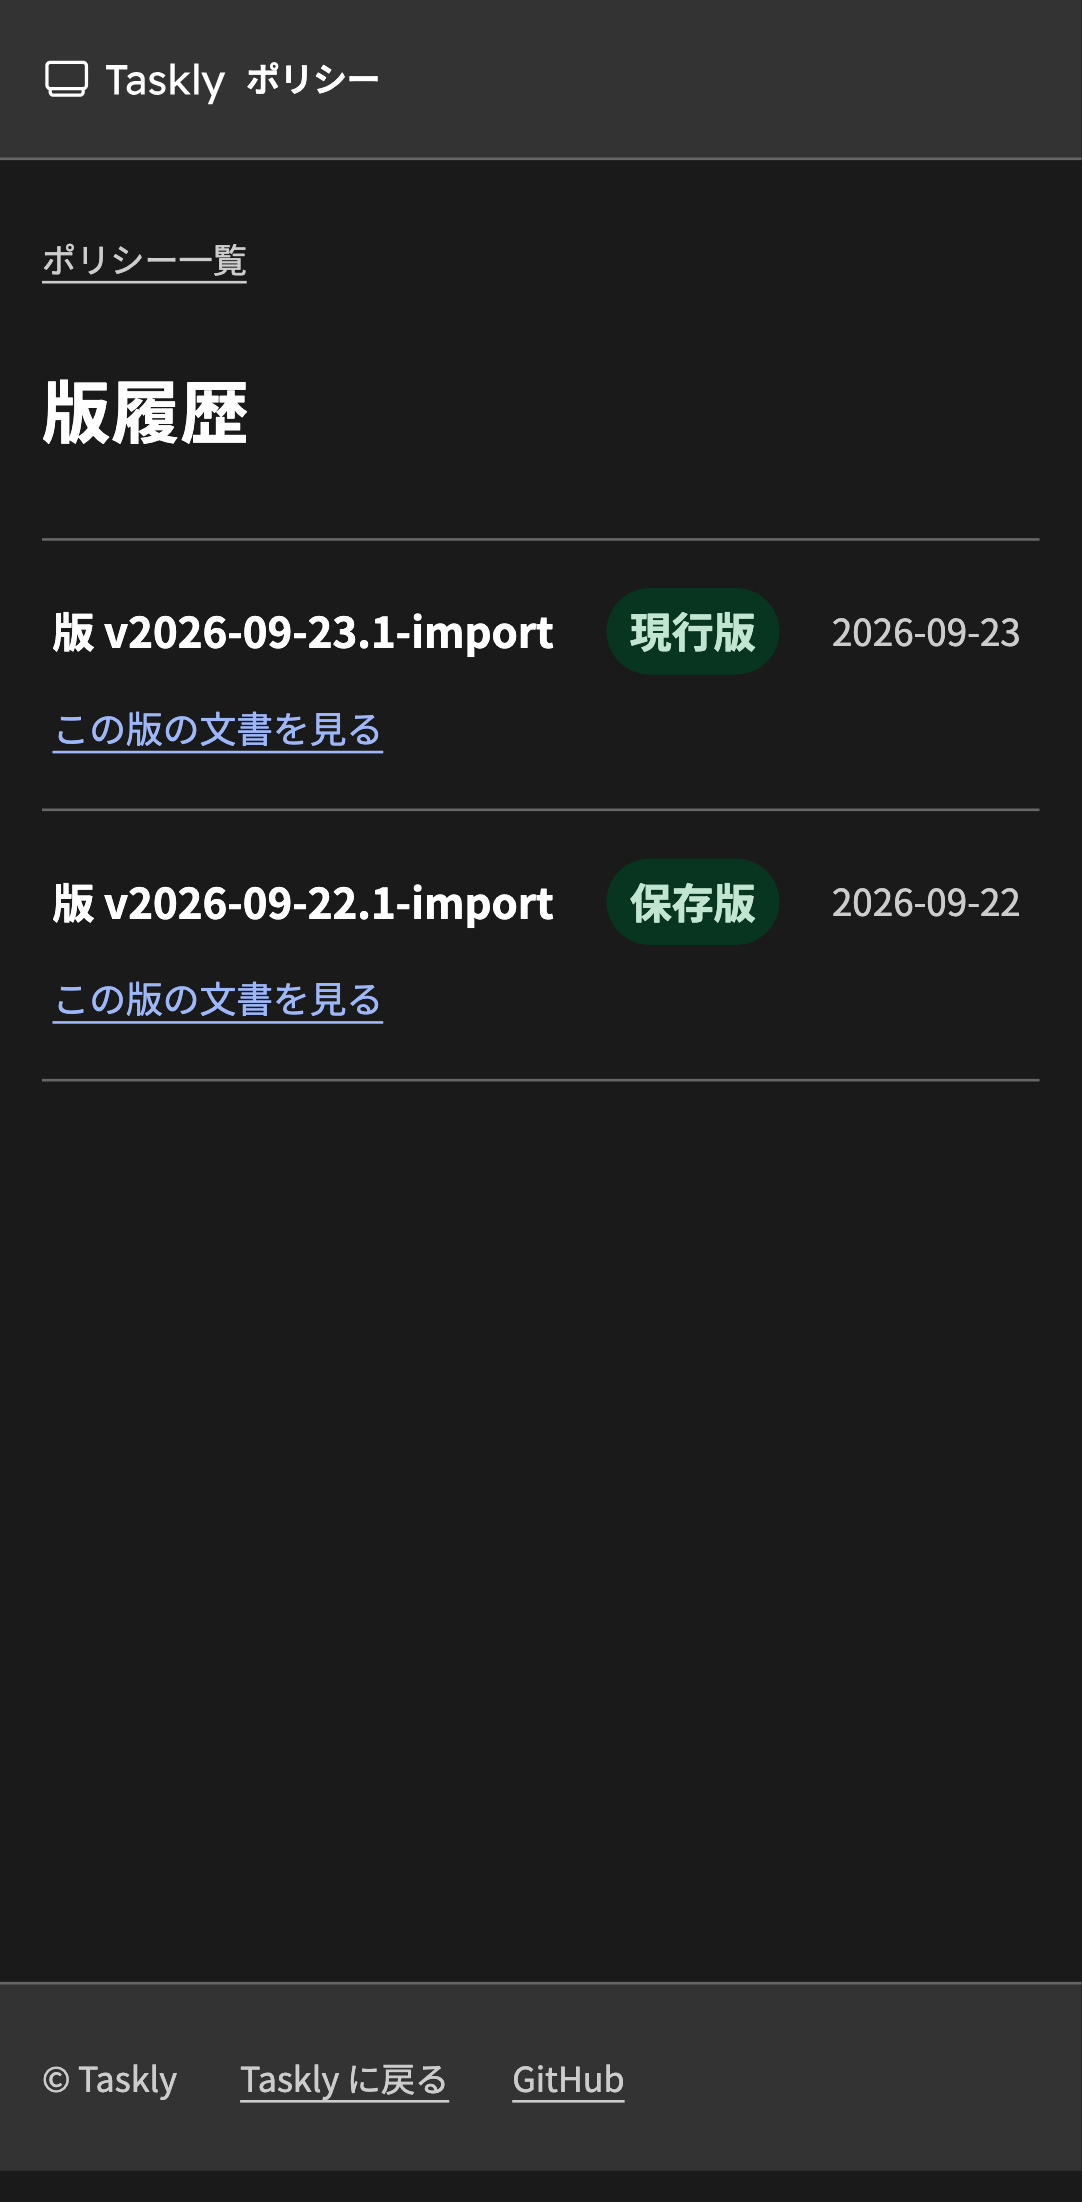 Taskly ポリシー
ポリシー一覧
版履歴
版 v2026-09-23.1-import 現行版 2026-09-23
この版の文書を見る
版 v2026-09-22.1-import 保存版 2026-09-22
この版の文書を見る
© Taskly Taskly に戻る GitHub